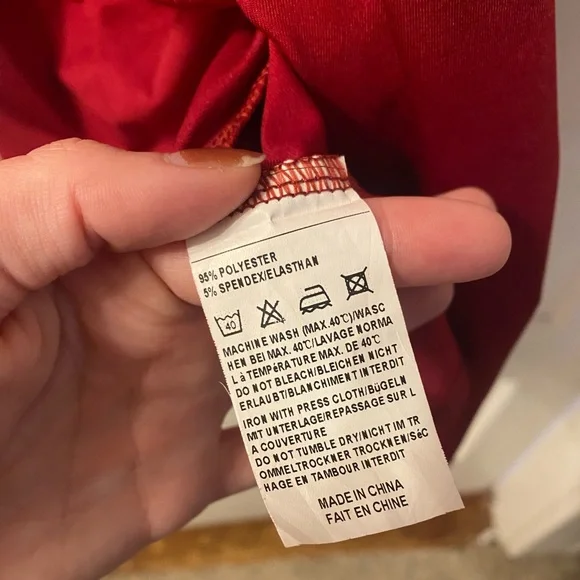 95% POLYESTER
5% SPENDEX/ELASTHAN
40
MACHINE WASH (MAX.40℃)/WASC
HEN BEI MAX. 40℃/LAVAGE NORMA
L à TEMPéRATURE MAX. DE 40℃
DO NOT BLEACH/BLEICHEN NICHT
ERLAUBT/BLANCHIMENT INTERDIT
IRON WITH PRESS CLOTH/BüGELN
MIT UNTERLAGE/REPASSAGE SUR L
A COUVERTURE
DO NOT TUMBLE DRY/NICHT IM TR
OMMELTROCKNER TROCKNEN/SéC
HAGE EN TAMBOUR INTERDIT
MADE IN CHINA
FAIT EN CHINE